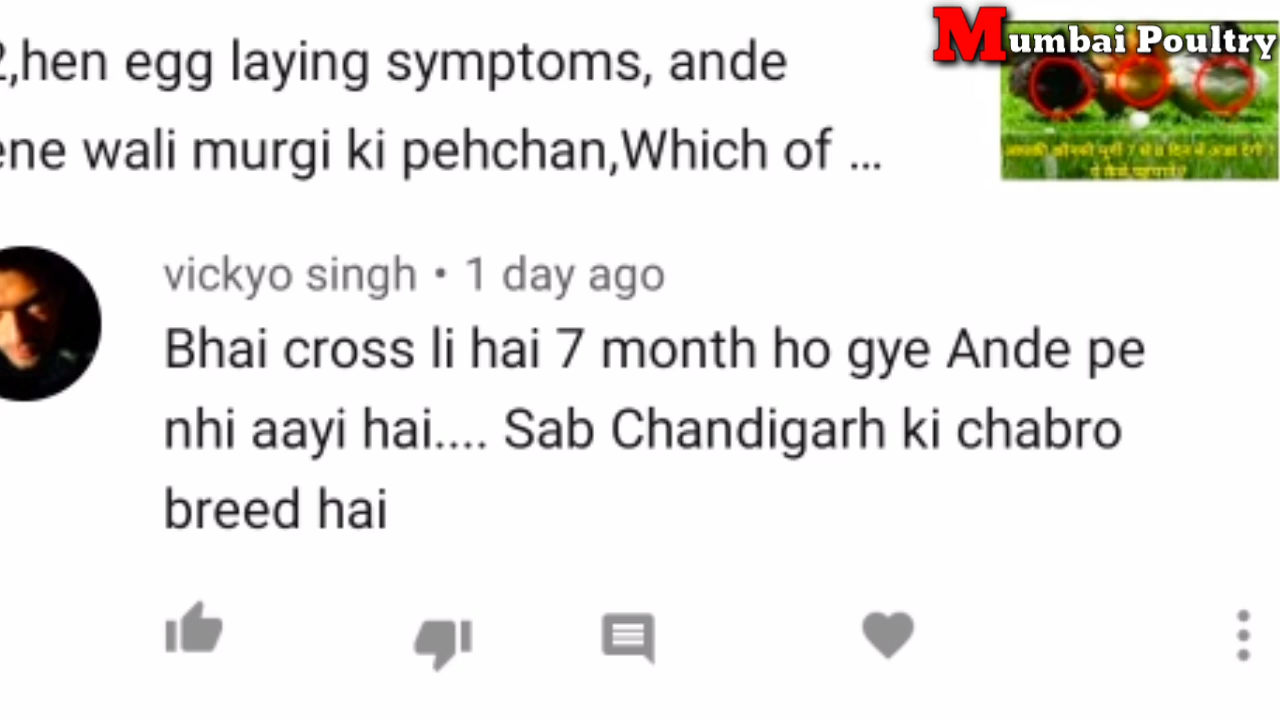 Mumbai Poultry
2,hen egg laying symptoms, ande
ene wali murgi ki pehchan,Which of ...
vickyo singh • 1 day ago
Bhai cross li hai 7 month ho gye Ande pe
nhi aayi hai.... Sab Chandigarh ki chabro
breed hai